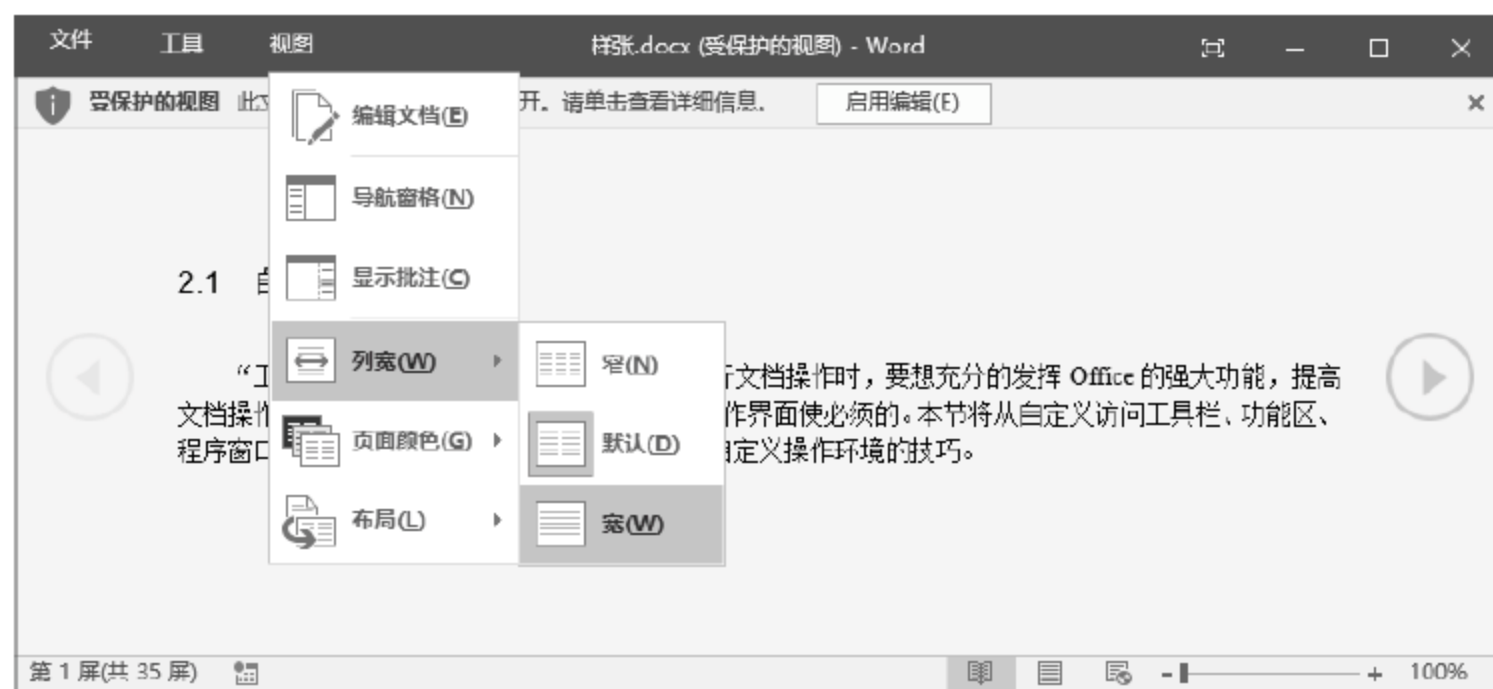 文件 工具 视图 样张.docx (受保护的视图) - Word
受保护的视图 此 开。请单击查看详细信息. 启用编辑(E)
编辑文档(E)
导航窗格(N)
2.1
显示批注(C)
列宽(W) 窄(N)
“ 文档操作时，要想充分的发挥 Office 的强大功能，提高
文档操 作界面使必须的。本节将从自定义访问工具栏、功能区、
页面颜色(G) 默认(D)
程序窗 定义操作环境的技巧。
布局(L) 宽(W)
第 1 屏(共 35 屏) 100%